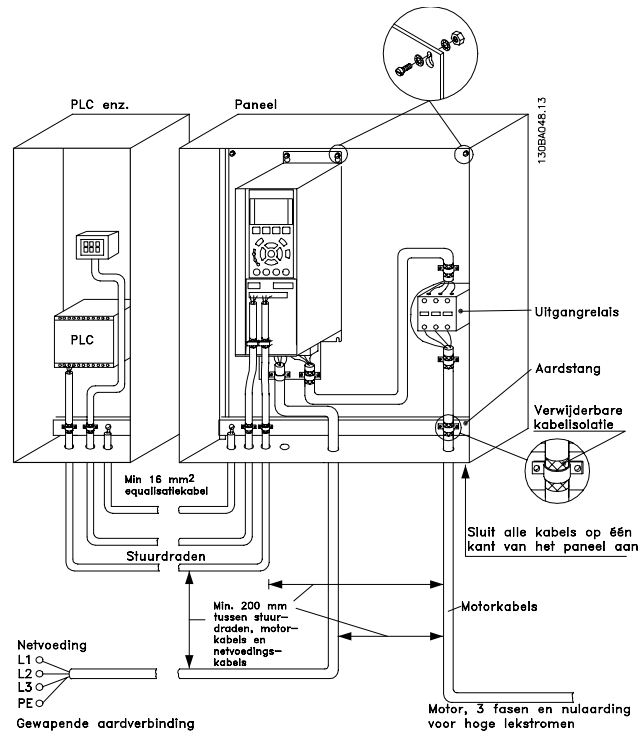 130BA048.13
PLC enz.
Paneel
PLC
Uitgangrelais
Aardstang
Verwijderbare
kabelisolatie
Min 16 mm2
equalisatiekabel
Stuurdraden
Sluit alle kabels op één
kant van het paneel aan
Min. 200 mm
tussen stuur-
draden, motor-
kabels en
netvoedings-
kabels
Motorkabels
Netvoeding
L1
L2
L3
PE
Gewapende aardverbinding
Motor, 3 fasen en nulaarding
voor hoge lekstromen